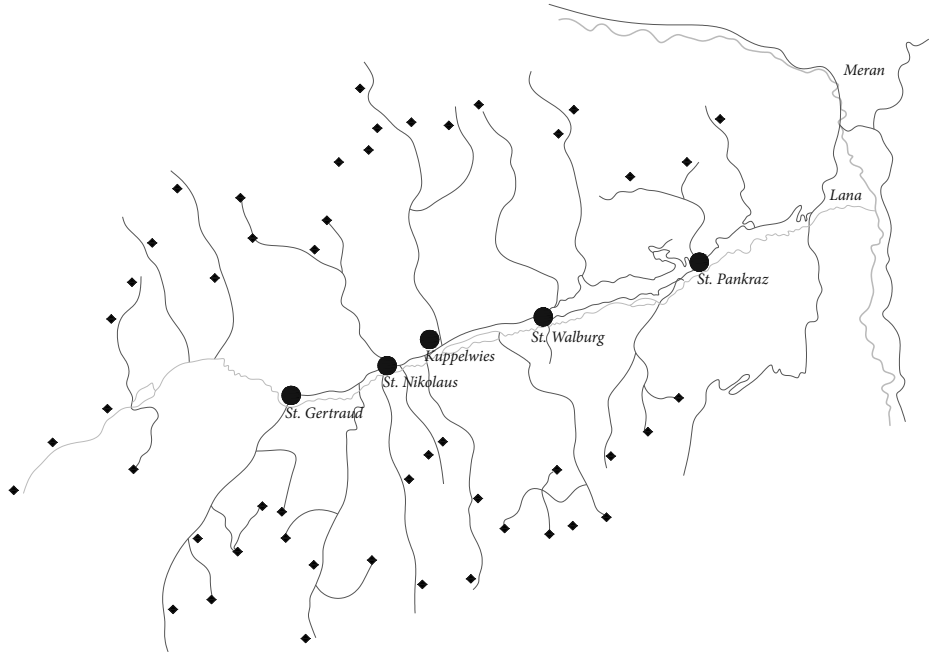 Meran
Lana
St. Pankraz
St. Walburg
Kuppelwies
St. Nikolaus
St. Gertraud